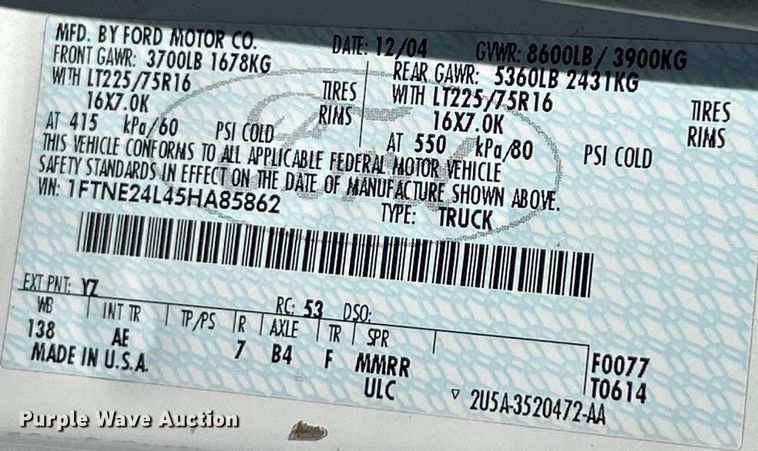 MFD. BY FORD MOTOR CO. DATE: 12/04 GVWR: 8600LB/ 3900KG
FRONT GAWR: 3700LB 1678KG REAR GAWR: 5360LB 2431KG
WITH LT225/75R16 TIRES WITH LT225/75R16 TIRES
16X7.0K RIMS 16X7.0K RIMS
AT 415 kPa/60 PSI COLD AT 550 kPa/80 PSI COLD
THIS VEHICLE CONFORMS TO ALL APPLICABLE FEDERAL MOTOR VEHICLE
SAFETY STANDARDS IN EFFECT ON THE DATE OF MANUFACTURE SHOWN ABOVE.
VIN: 1FTNE24L45HA85862 TYPE: TRUCK
EXT PNT: YZ RC: 53 DSO:
WB INT TR TP/PS R AXLE TR SPR
138 AE 7 B4 F MMRR F0077
MADE IN U.S.A. ULC T0614
▽ 2U5A-3520472-AA
Purple Wave Auction